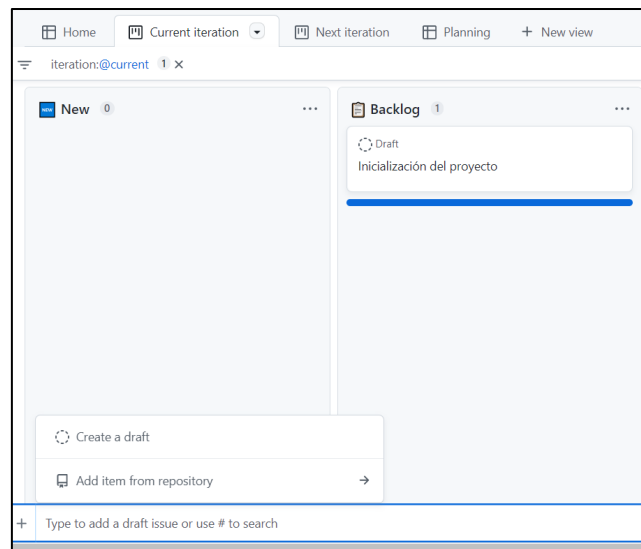 Home Current iteration Next iteration Planning + New view
iteration:@current 1
NEW New 0 ...
Backlog 1 ...
Draft
Inicialización del proyecto
Create a draft
Add item from repository
+ Type to add a draft issue or use # to search